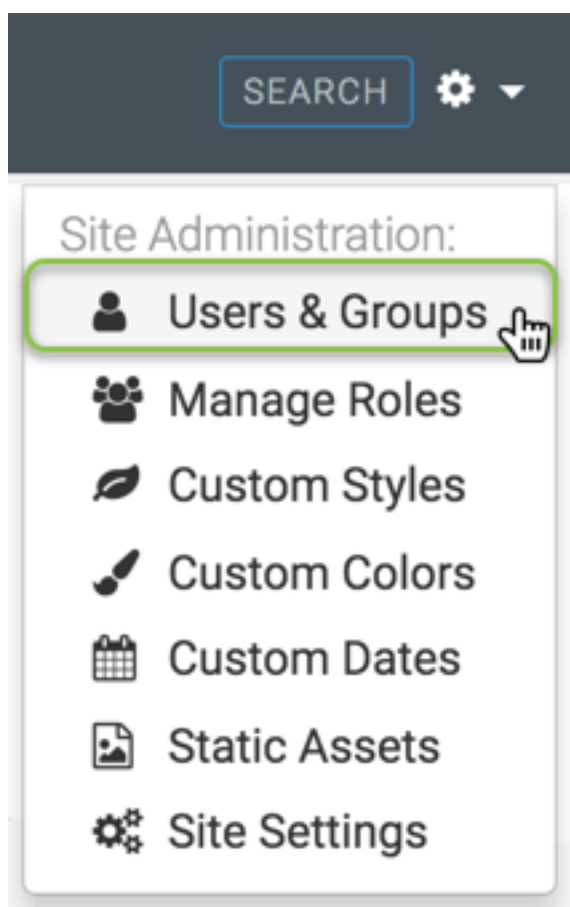 SEARCH
Site Administration:
Users & Groups
Manage Roles
Custom Styles
Custom Colors
Custom Dates
Static Assets
Site Settings